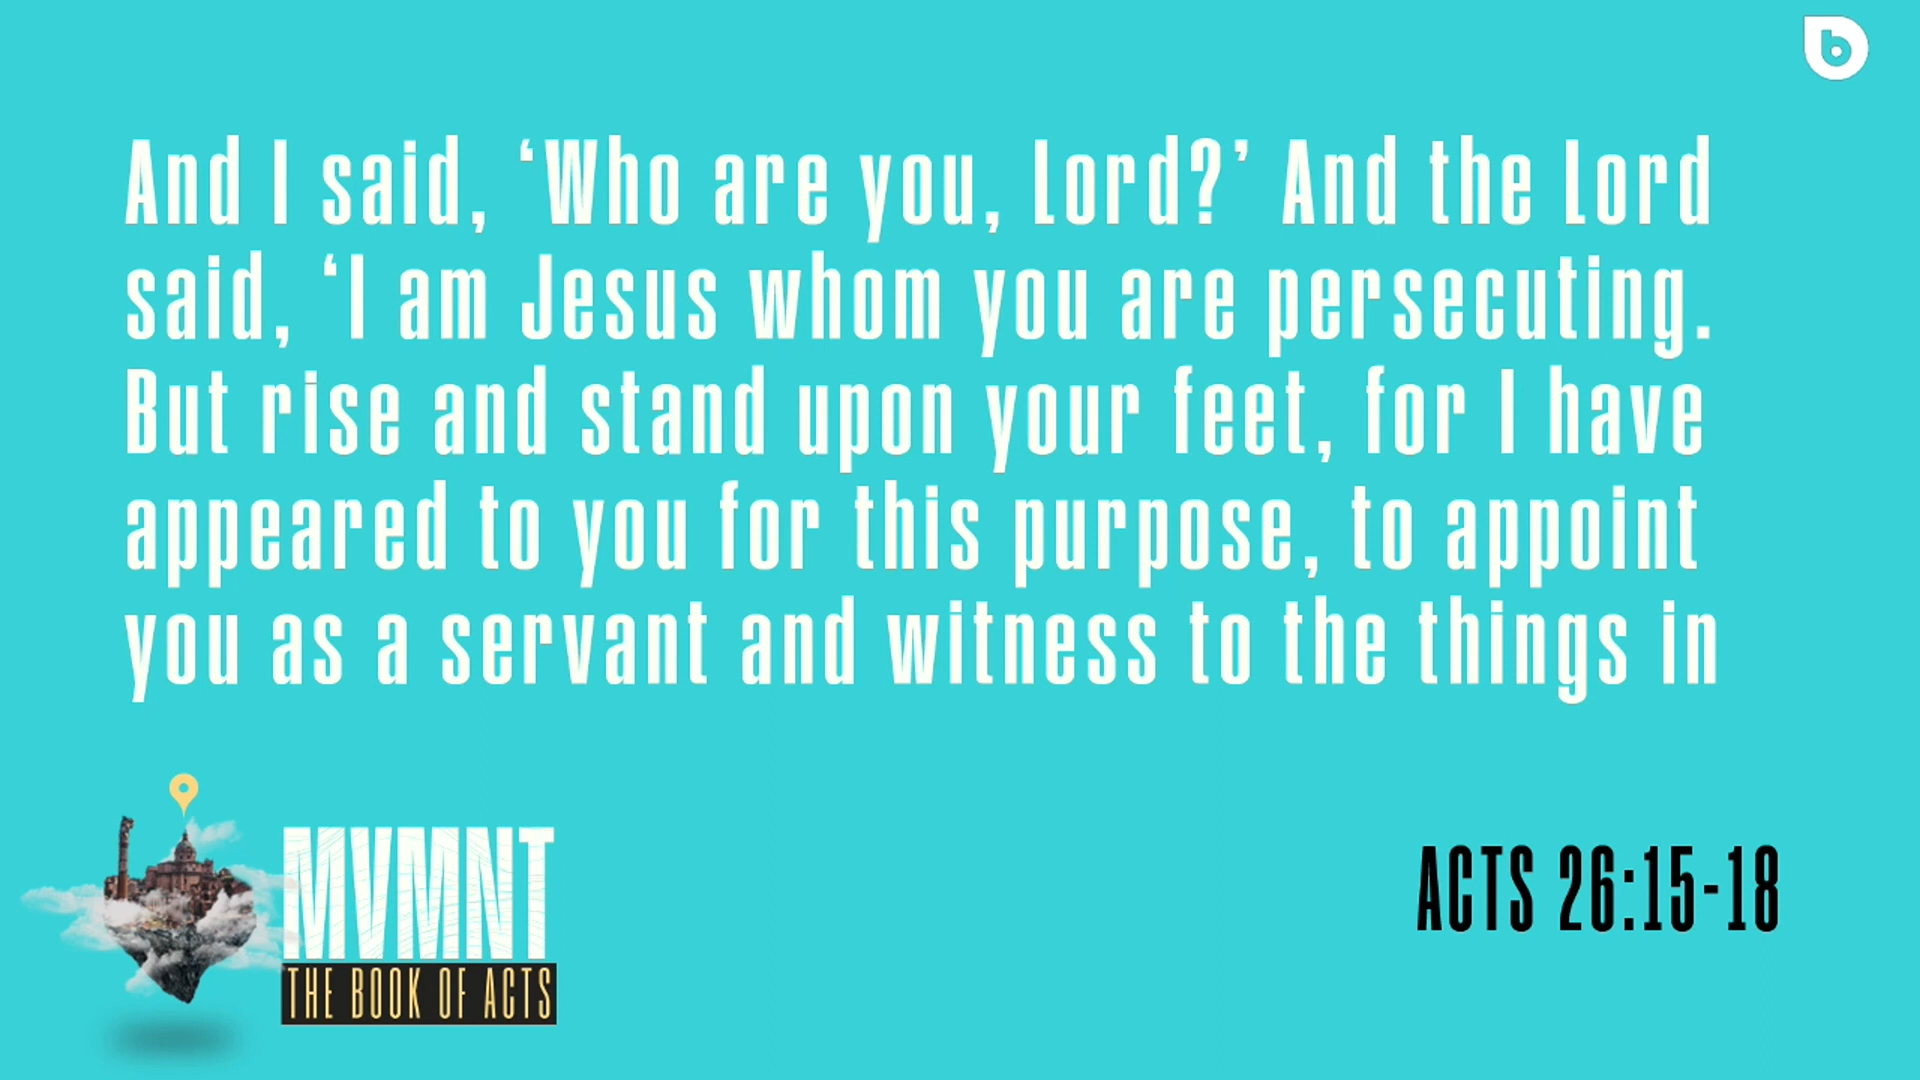 And I said, ‘Who are you, Lord?’ And the Lord
said, ‘I am Jesus whom you are persecuting.
But rise and stand upon your feet, for I have
appeared to you for this purpose, to appoint
you as a servant and witness to the things in
MVMNT
THE BOOK OF ACTS
ACTS 26:15-18
b